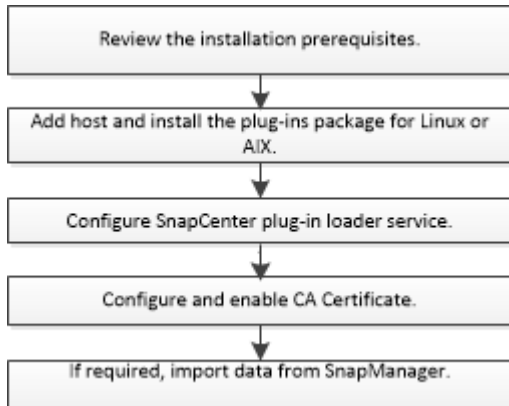 Review the installation prerequisites.
Add host and install the plug-ins package for Linux or
AIX.
Configure SnapCenter plug-in loader service.
Configure and enable CA Certificate.
If required, import data from SnapManager.